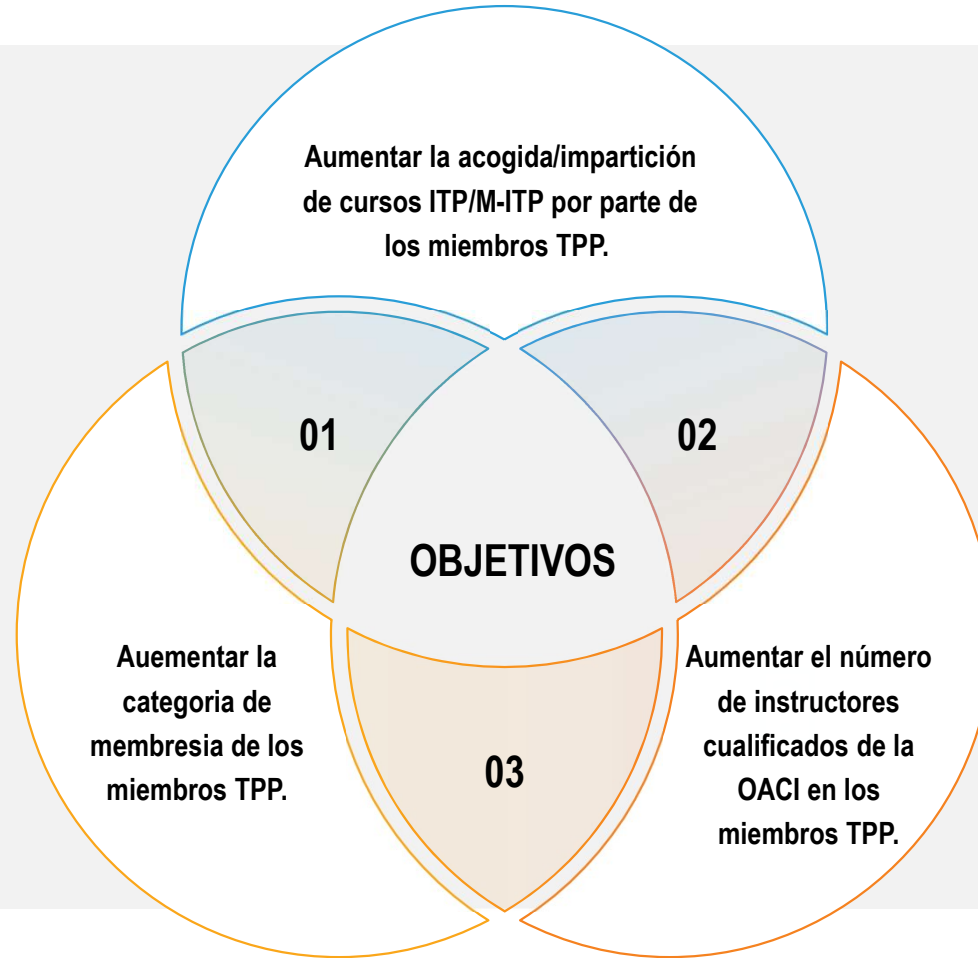 Aumentar la acogida/impartición
de cursos ITP/M-ITP por parte de
los miembros TPP.
01
02
OBJETIVOS
Auementar la
categoria de
membresia de los
miembros TPP.
03
Aumentar el número
de instructores
cualificados de la
OACI en los
miembros TPP.